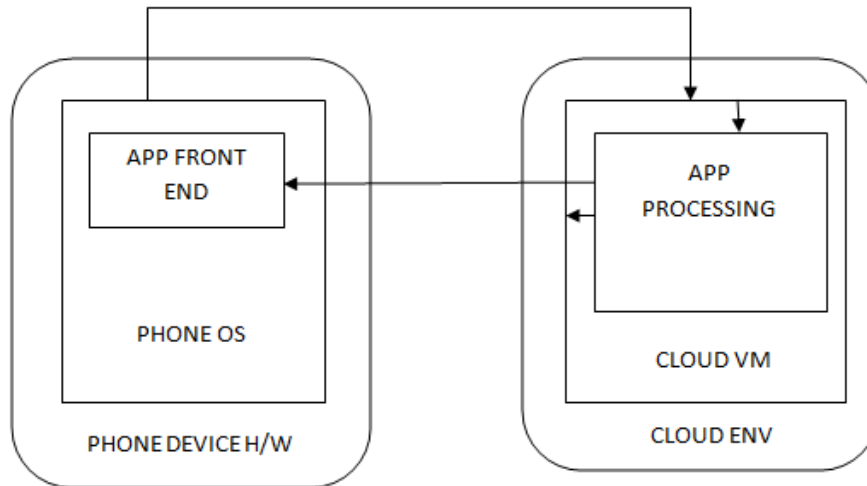 APP FRONT
END
PHONE OS
PHONE DEVICE H/W
APP
PROCESSING
CLOUD VM
CLOUD ENV